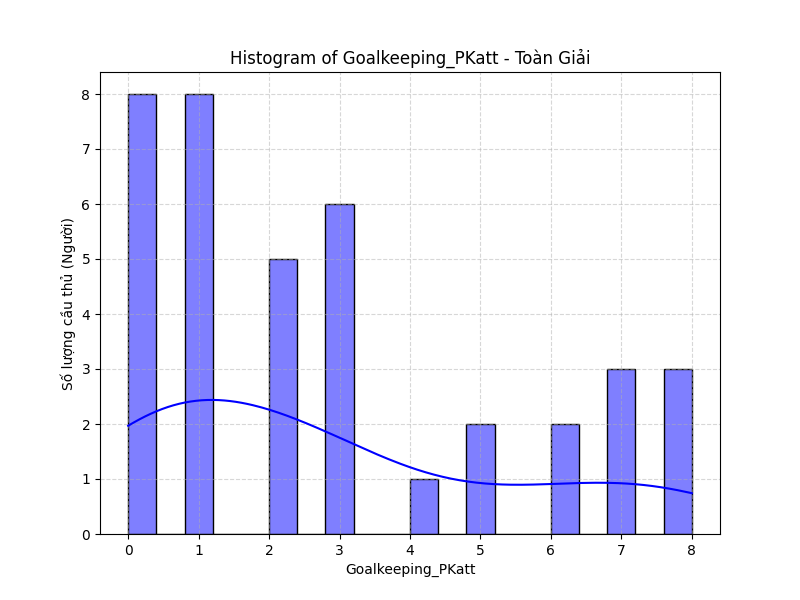 Histogram of Goalkeeping_PKatt - Toàn Giải
Số lượng cầu thủ (Người)
8
7
6
5
4
3
2
1
0
0 1 2 3 4 5 6 7 8
Goalkeeping_PKatt